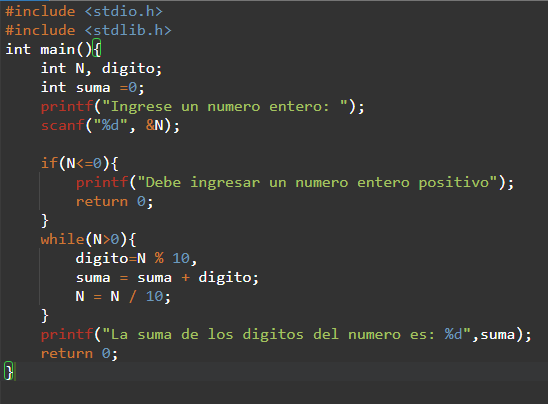 #include <stdio.h>
#include <stdlib.h>
int main(){
    int N, digito;
    int suma =0;
    printf("Ingrese un numero entero: ");
    scanf("%d", &N);

    if(N<=0){
        printf("Debe ingresar un numero entero positivo");
        return 0;
    }
    while(N>0){
        digito=N % 10,
        suma = suma + digito;
        N = N / 10;
    }
    printf("La suma de los digitos del numero es: %d",suma);
    return 0;
}